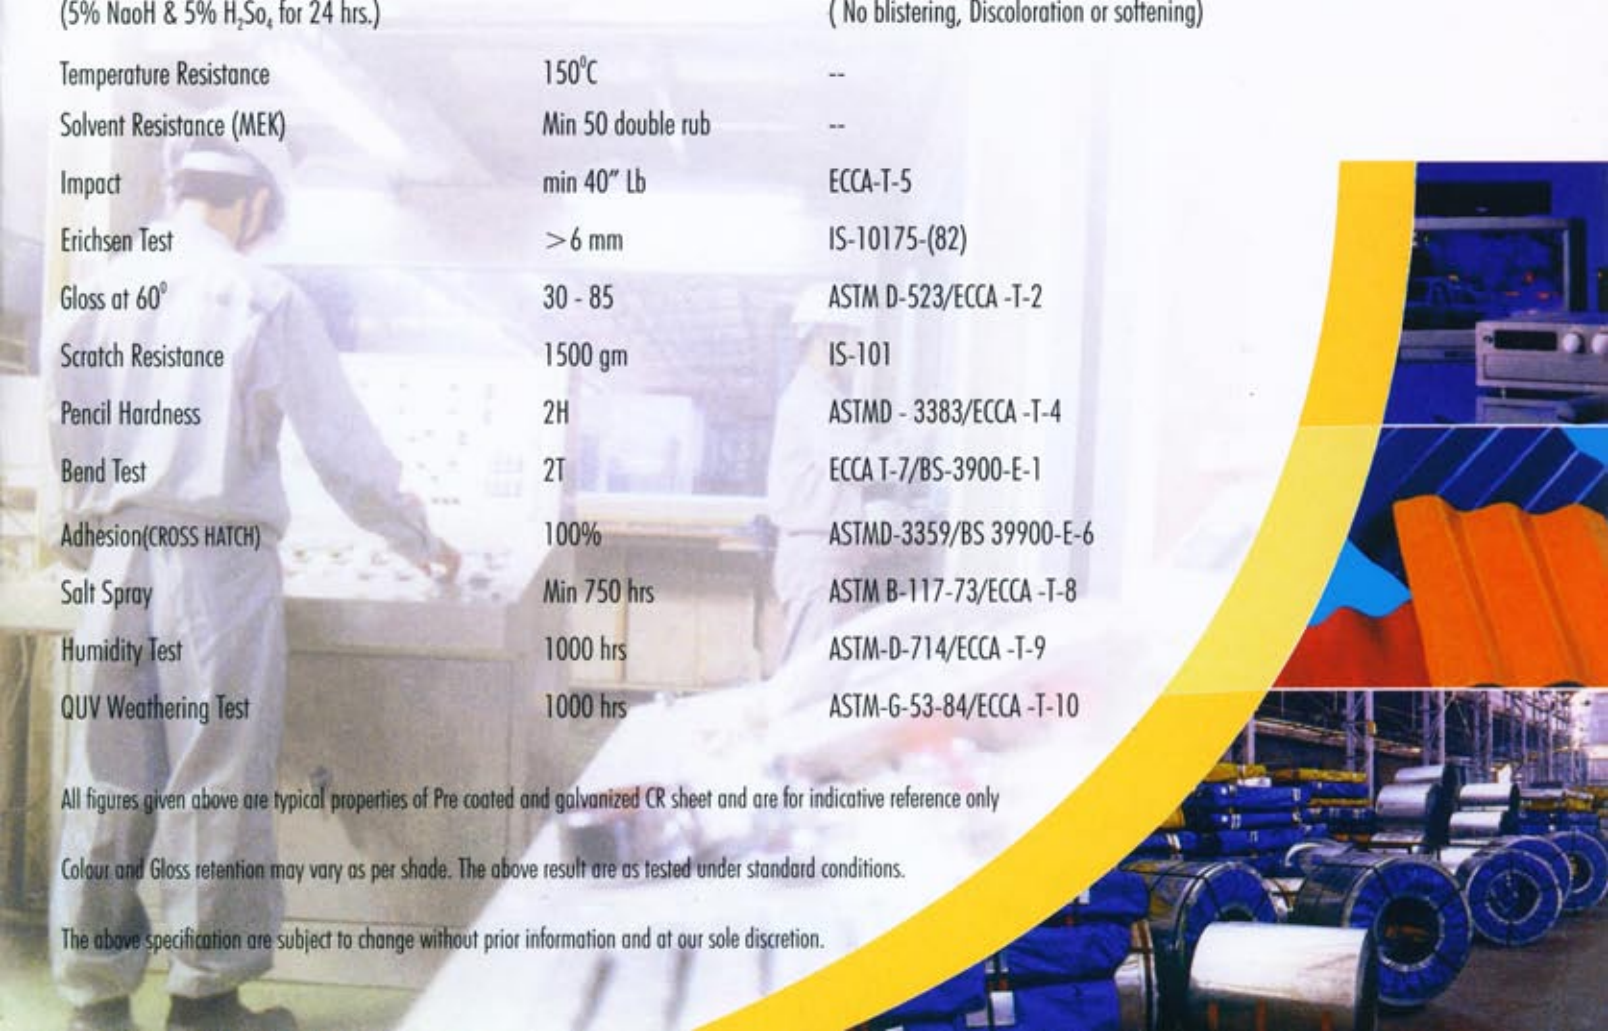 (5% NaoH & 5% H₂So₄ for 24 hrs.) ( No blistering, Discoloration or softening)
Temperature Resistance 150⁰C --
Solvent Resistance (MEK) Min 50 double rub --
Impact min 40" Lb ECCA-T-5
Erichsen Test >6 mm IS-10175-(82)
Gloss at 60⁰ 30 - 85 ASTM D-523/ECCA -T-2
Scratch Resistance 1500 gm IS-101
Pencil Hardness 2H ASTMD - 3383/ECCA -T-4
Bend Test 2T ECCA T-7/BS-3900-E-1
Adhesion(CROSS HATCH) 100% ASTMD-3359/BS 39900-E-6
Salt Spray Min 750 hrs ASTM B-117-73/ECCA -T-8
Humidity Test 1000 hrs ASTM-D-714/ECCA -T-9
QUV Weathering Test 1000 hrs ASTM-G-53-84/ECCA -T-10
All figures given above are typical properties of Pre coated and galvanized CR sheet and are for indicative reference only
Colour and Gloss retention may vary as per shade. The above result are as tested under standard conditions.
The above specification are subject to change without prior information and at our sole discretion.